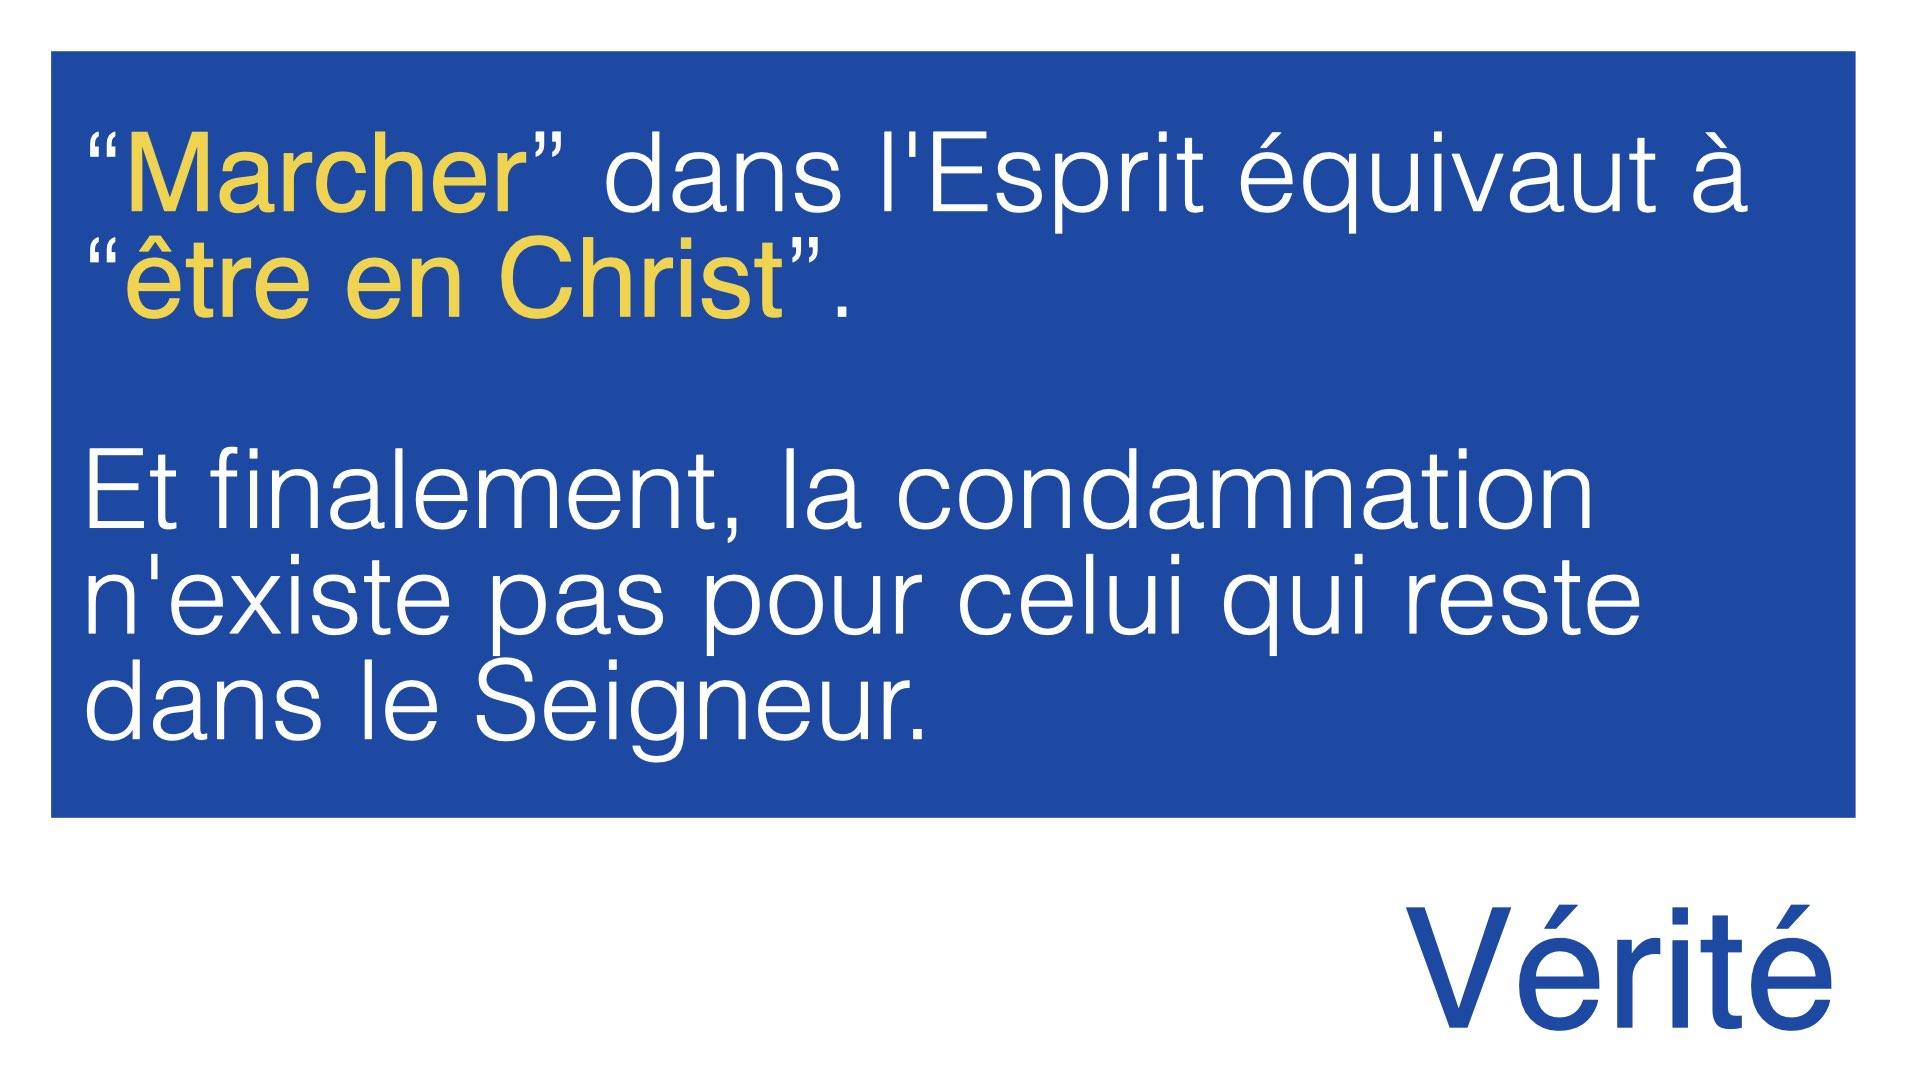 “Marcher” dans l'Esprit équivaut à
“être en Christ”.
Et finalement, la condamnation
n'existe pas pour celui qui reste
dans le Seigneur.
Vérité